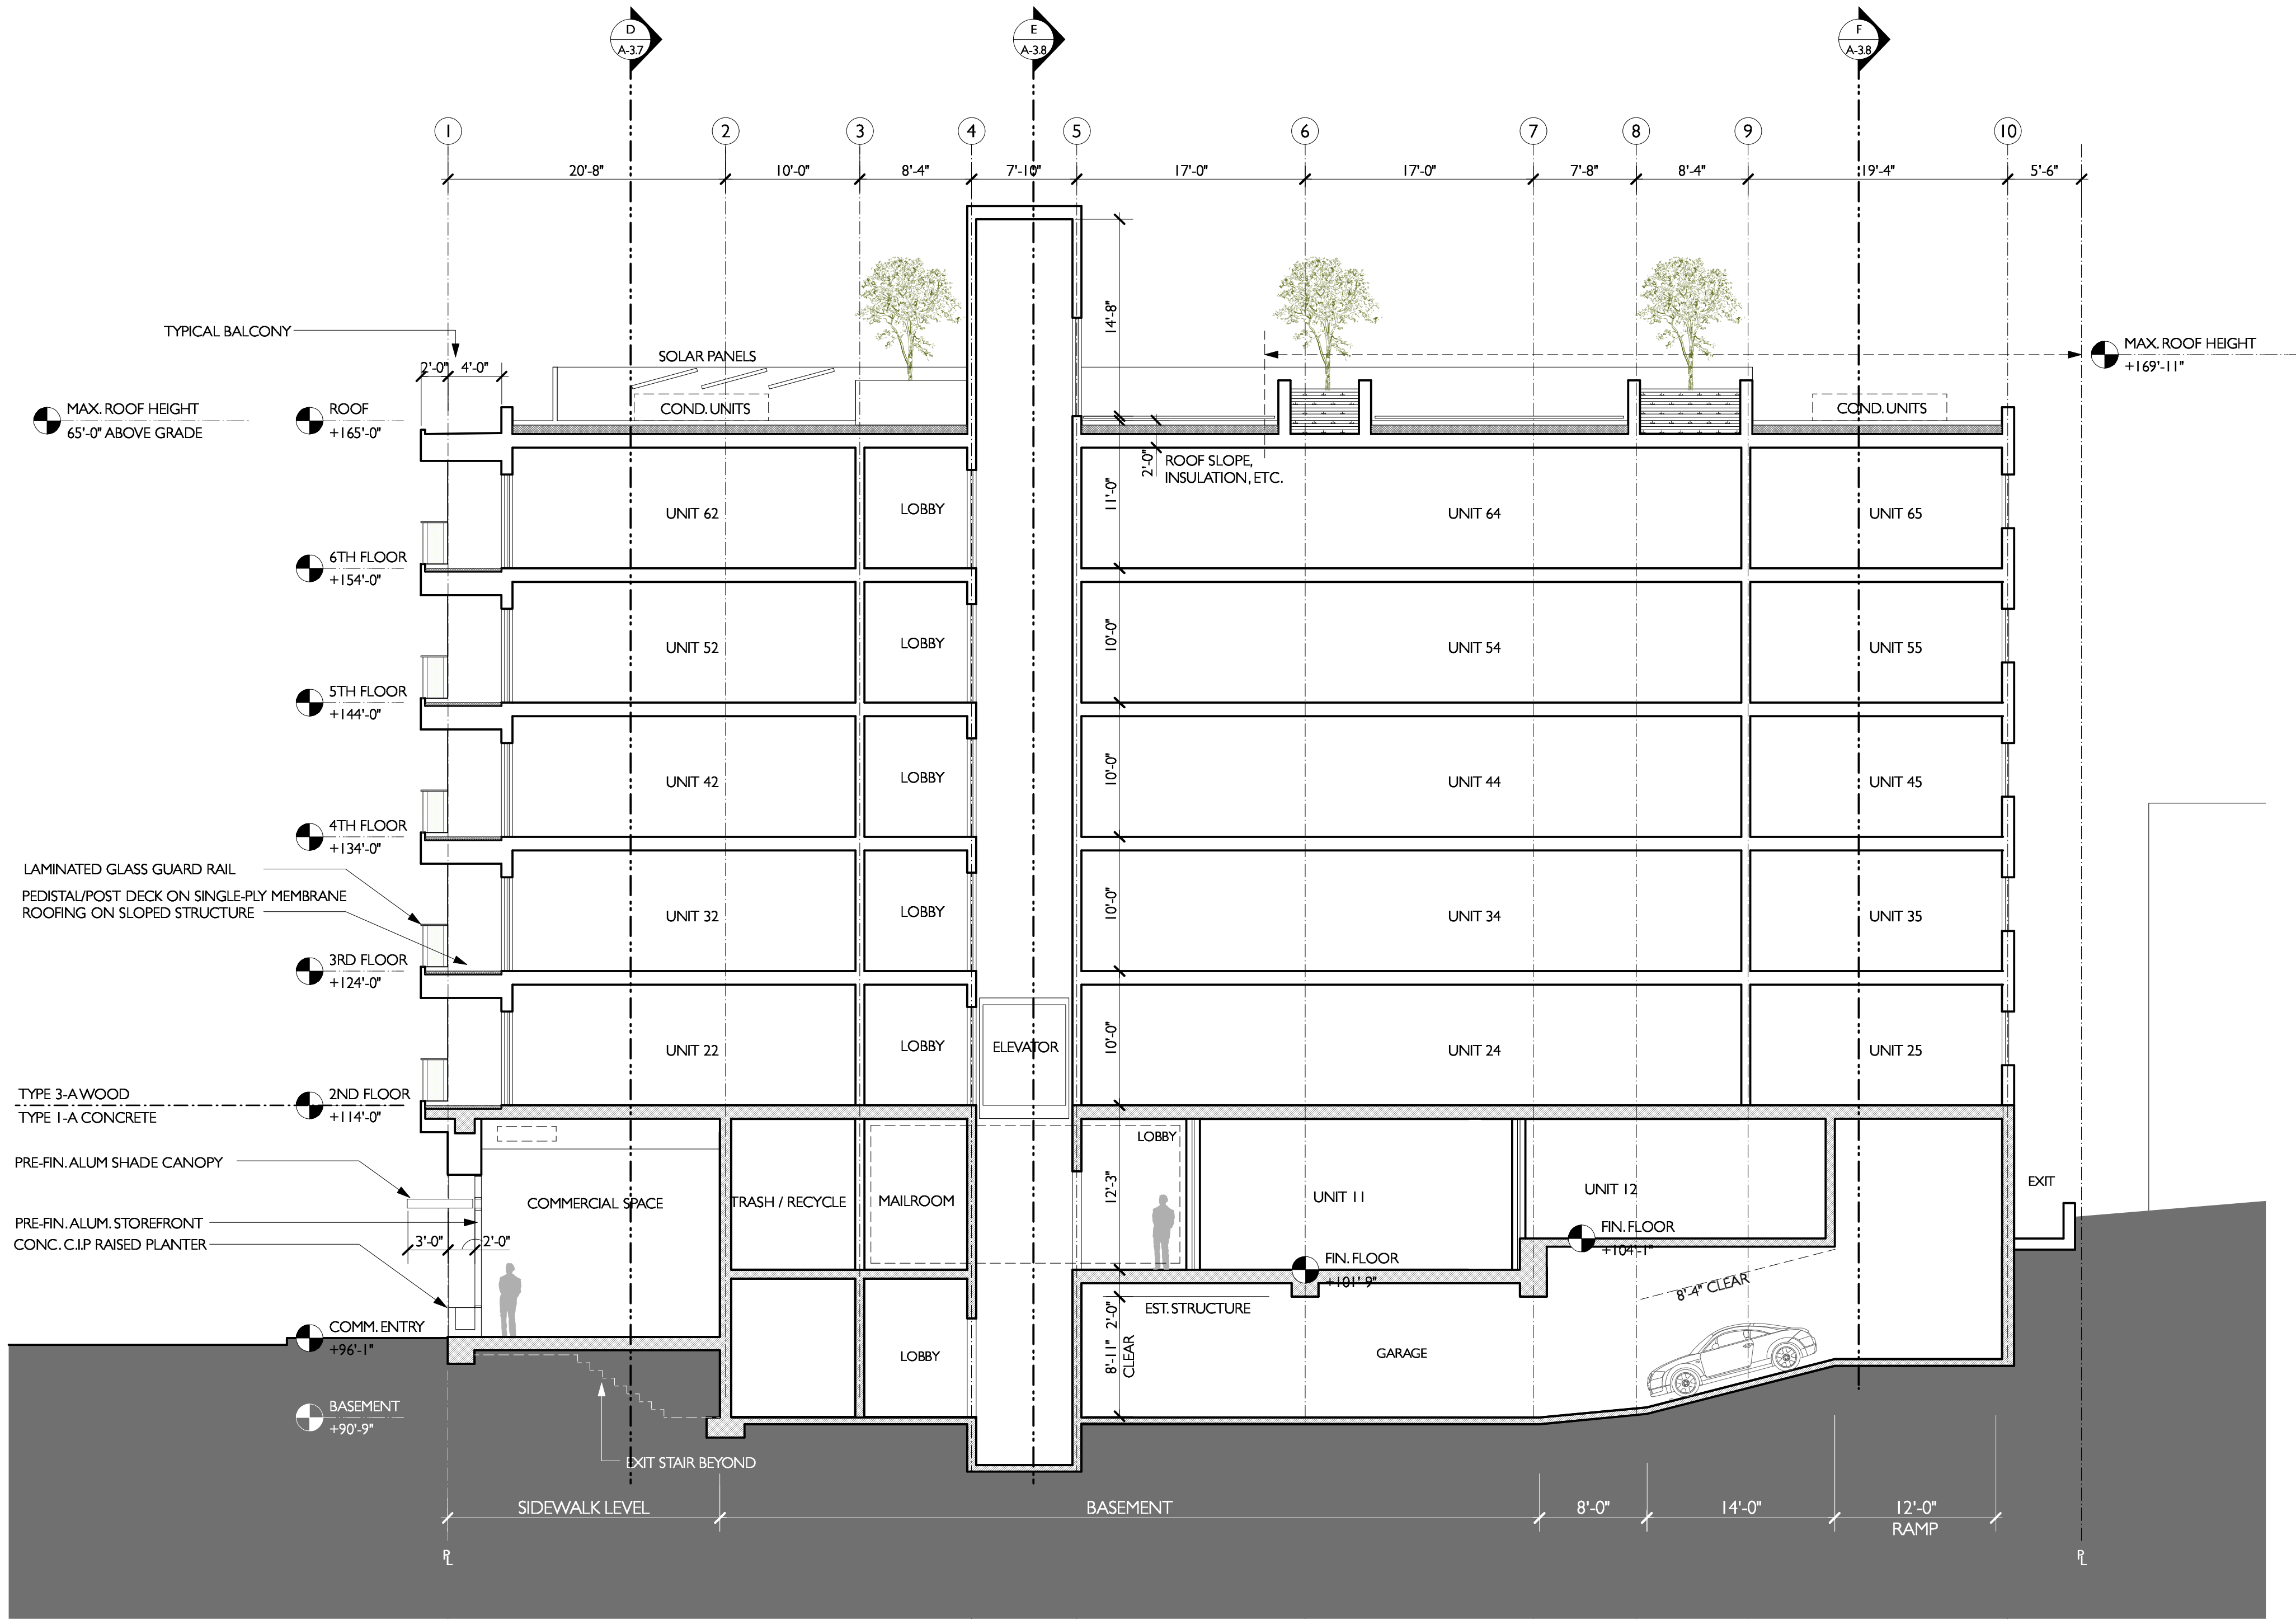 D
A-3.7
E
A-3.8
F
A-3.8
1
2
3
4
5
6
7
8
9
10
20'-8"
10'-0"
8'-4"
7'-10"
17'-0"
17'-0"
7'-8"
8'-4"
19'-4"
5'-6"
14'-8"
TYPICAL BALCONY
2'-0"
4'-0"
SOLAR PANELS
COND. UNITS
COND. UNITS
MAX. ROOF HEIGHT
+169'-11"
MAX. ROOF HEIGHT
65'-0" ABOVE GRADE
ROOF
+165'-0"
2'-0"
ROOF SLOPE,
INSULATION, ETC.
11'-0"
UNIT 62
LOBBY
UNIT 64
UNIT 65
6TH FLOOR
+154'-0"
10'-0"
UNIT 52
LOBBY
UNIT 54
UNIT 55
5TH FLOOR
+144'-0"
10'-0"
UNIT 42
LOBBY
UNIT 44
UNIT 45
4TH FLOOR
+134'-0"
LAMINATED GLASS GUARD RAIL
PEDISTAL/POST DECK ON SINGLE-PLY MEMBRANE
ROOFING ON SLOPED STRUCTURE
10'-0"
UNIT 32
LOBBY
UNIT 34
UNIT 35
3RD FLOOR
+124'-0"
10'-0"
UNIT 22
LOBBY
ELEVATOR
UNIT 24
UNIT 25
TYPE 3-A WOOD
TYPE 1-A CONCRETE
2ND FLOOR
+114'-0"
LOBBY
PRE-FIN. ALUM SHADE CANOPY
COMMERCIAL SPACE
TRASH / RECYCLE
MAILROOM
12'-3"
UNIT 11
UNIT 12
EXIT
PRE-FIN. ALUM. STOREFRONT
CONC. C.I.P RAISED PLANTER
3'-0"
2'-0"
FIN. FLOOR
+104'-1"
FIN. FLOOR
+101'-9"
8'-4" CLEAR
EST. STRUCTURE
2'-0"
8'-11"
CLEAR
COMM. ENTRY
+96'-1"
LOBBY
GARAGE
BASEMENT
+90'-9"
EXIT STAIR BEYOND
SIDEWALK LEVEL
BASEMENT
8'-0"
14'-0"
12'-0"
RAMP
PL
PL